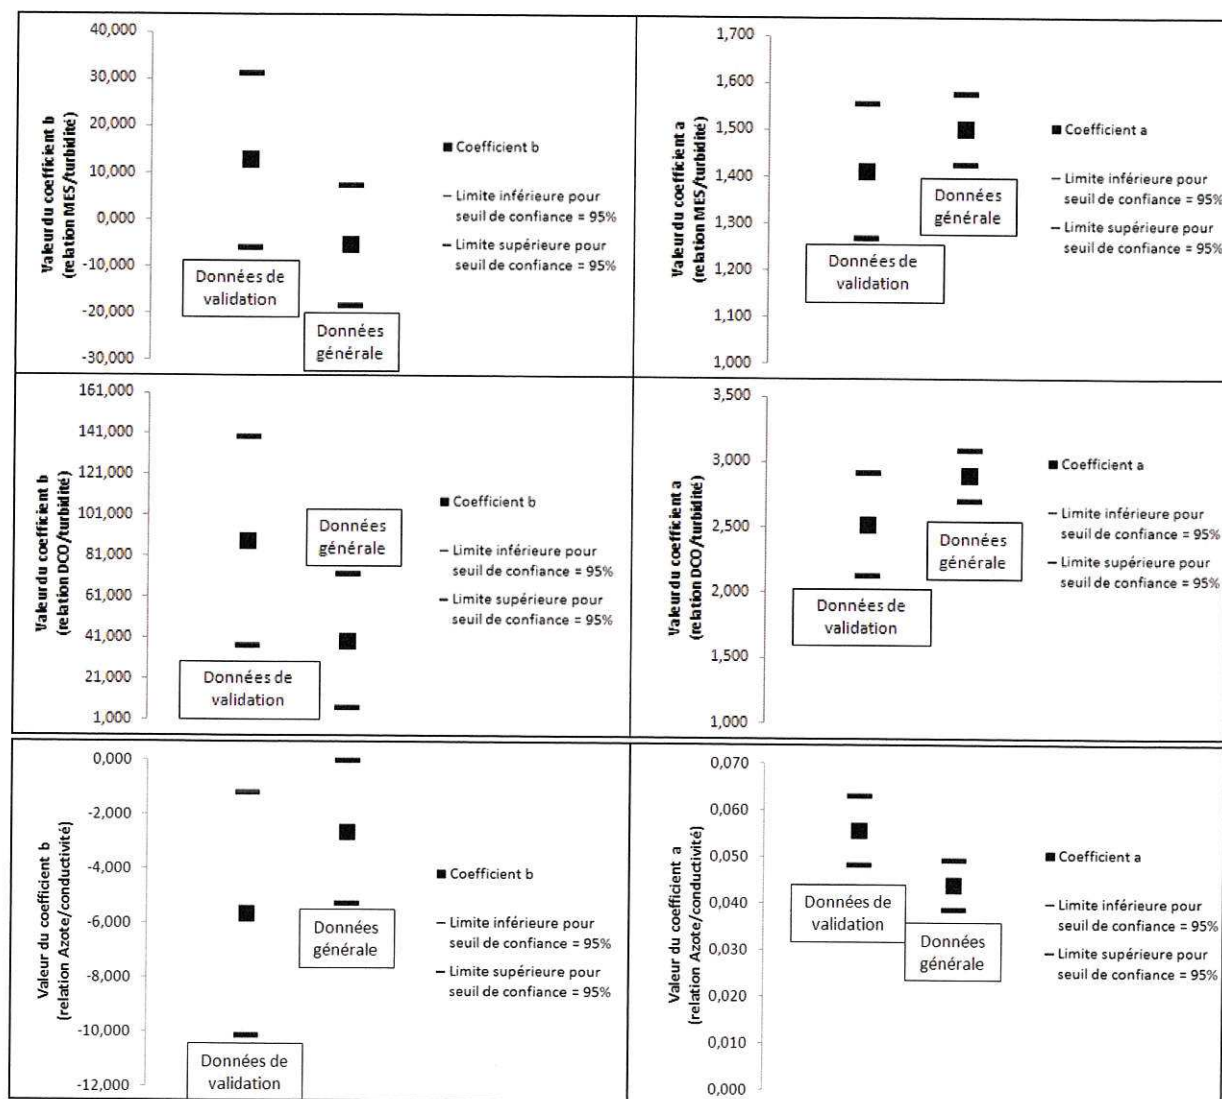 Valeur du coefficient b
(relation MES/turbidité)
40,000
30,000
20,000
10,000
0,000
-10,000
-20,000
-30,000
Données de
validation
Données
générale
Coefficient b
Limite inférieure pour
seuil de confiance = 95%
Limite supérieure pour
seuil de confiance = 95%
Valeur du coefficient a
(relation MES/turbidité)
1,700
1,600
1,500
1,400
1,300
1,200
1,100
1,000
Données de
validation
Données
générale
Coefficient a
Limite inférieure pour
seuil de confiance = 95%
Limite supérieure pour
seuil de confiance = 95%
Valeur du coefficient b
(relation DCO/turbidité)
161,000
141,000
121,000
101,000
81,000
61,000
41,000
21,000
1,000
Données de
validation
Données
générale
Coefficient b
Limite inférieure pour
seuil de confiance = 95%
Limite supérieure pour
seuil de confiance = 95%
Valeur du coefficient a
(relation DCO/turbidité)
3,500
3,000
2,500
2,000
1,500
1,000
Données de
validation
Données
générale
Coefficient a
Limite inférieure pour
seuil de confiance = 95%
Limite supérieure pour
seuil de confiance = 95%
Valeur du coefficient b
(relation Azote/conductivité)
0,000
-2,000
-4,000
-6,000
-8,000
-10,000
-12,000
Données de
validation
Données
générale
Coefficient b
Limite inférieure pour
seuil de confiance = 95%
Limite supérieure pour
seuil de confiance = 95%
Valeur du coefficient a
(relation Azote/conductivité)
0,070
0,060
0,050
0,040
0,030
0,020
0,010
0,000
Données de
validation
Données
générale
Coefficient a
Limite inférieure pour
seuil de confiance = 95%
Limite supérieure pour
seuil de confiance = 95%